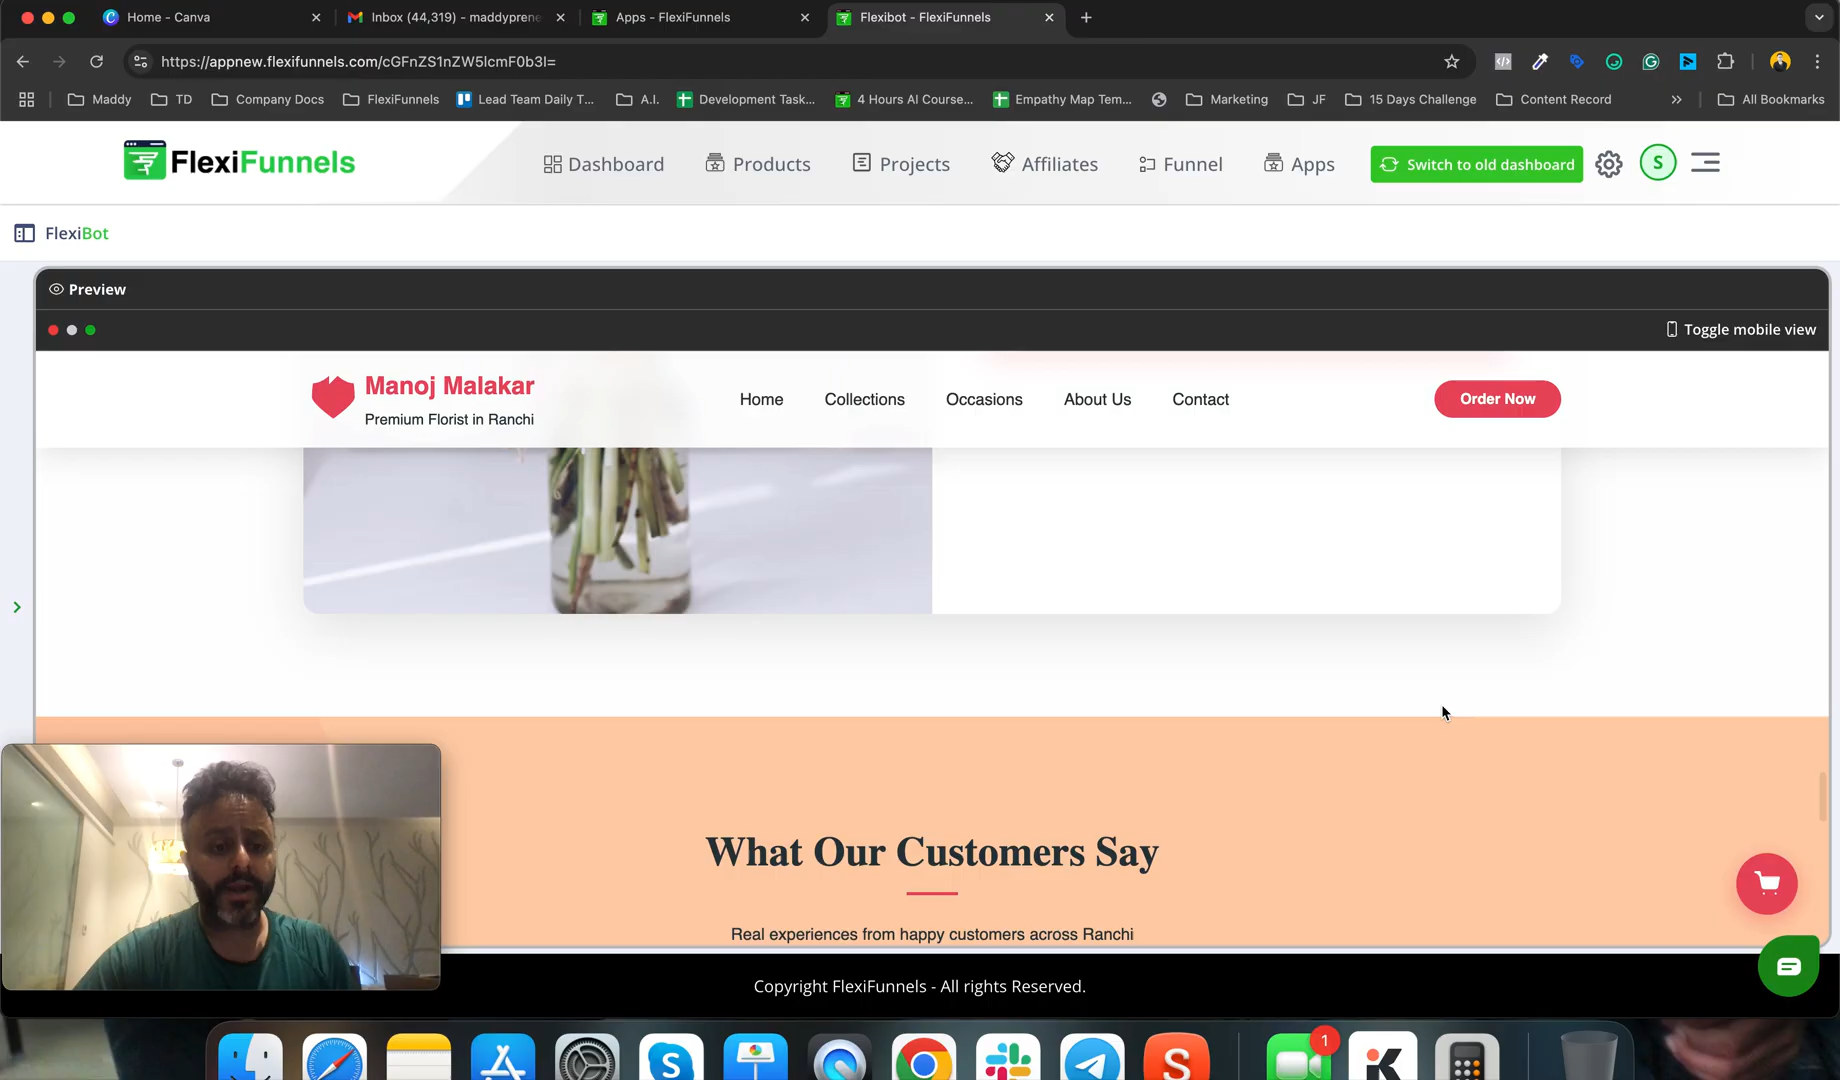 Home - Canva
Inbox (44,319) - maddyprene
Apps - FlexiFunnels
Flexibot - FlexiFunnels
https://appnew.flexifunnels.com/cGFnZS1nZW5lcmF0b3I=
Maddy
TD
Company Docs
FlexiFunnels
Lead Team Daily T...
A.I.
Development Task...
4 Hours AI Course...
Empathy Map Tem...
Marketing
JF
15 Days Challenge
Content Record
All Bookmarks
FlexiFunnels
Dashboard
Products
Projects
Affiliates
Funnel
Apps
Switch to old dashboard
S
FlexiBot
Preview
Toggle mobile view
Manoj Malakar
Premium Florist in Ranchi
Home
Collections
Occasions
About Us
Contact
Order Now
What Our Customers Say
Real experiences from happy customers across Ranchi
Copyright FlexiFunnels - All rights Reserved.
1